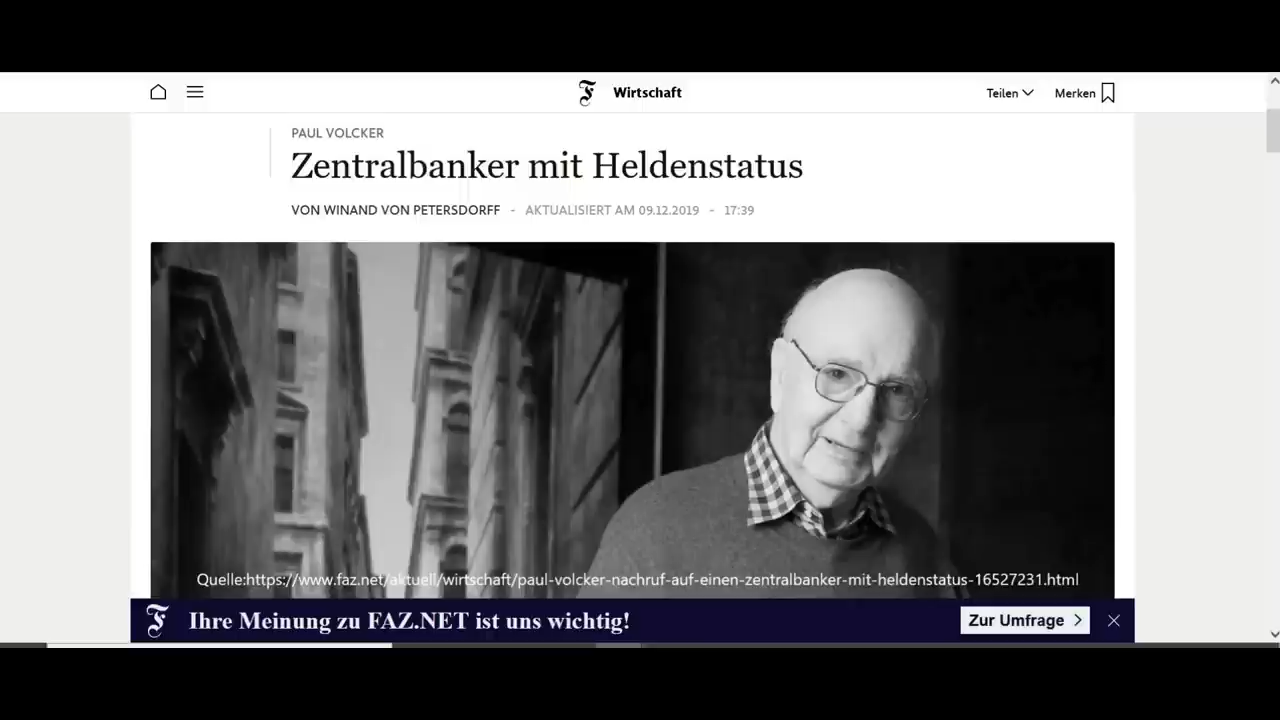 Wirtschaft
Teilen
Merken
PAUL VOLCKER
Zentralbanker mit Heldenstatus
VON WINAND VON PETERSDORFF - AKTUALISIERT AM 09.12.2019 - 17:39
Quelle:https://www.faz.net/aktuell/wirtschaft/paul-volcker-nachruf-auf-einen-zentralbanker-mit-heldenstatus-16527231.html
Ihre Meinung zu FAZ.NET ist uns wichtig!
Zur Umfrage